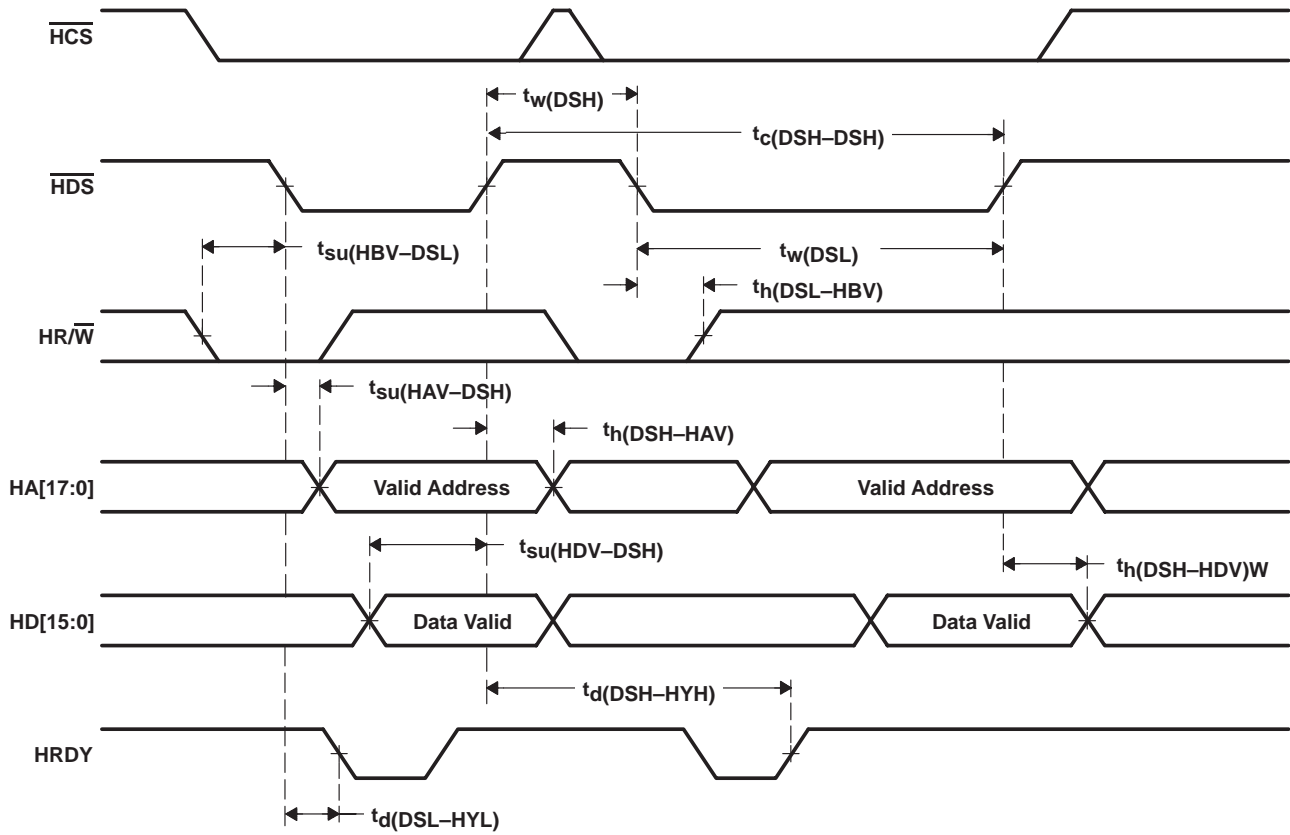 HCS
tw(DSH)
tc(DSH–DSH)
HDS
tsu(HBV–DSL)
tw(DSL)
th(DSL–HBV)
HR/W
tsu(HAV–DSH)
th(DSH–HAV)
HA[17:0]
Valid Address
Valid Address
tsu(HDV–DSH)
th(DSH–HDV)W
HD[15:0]
Data Valid
Data Valid
td(DSH–HYH)
HRDY
td(DSL–HYL)